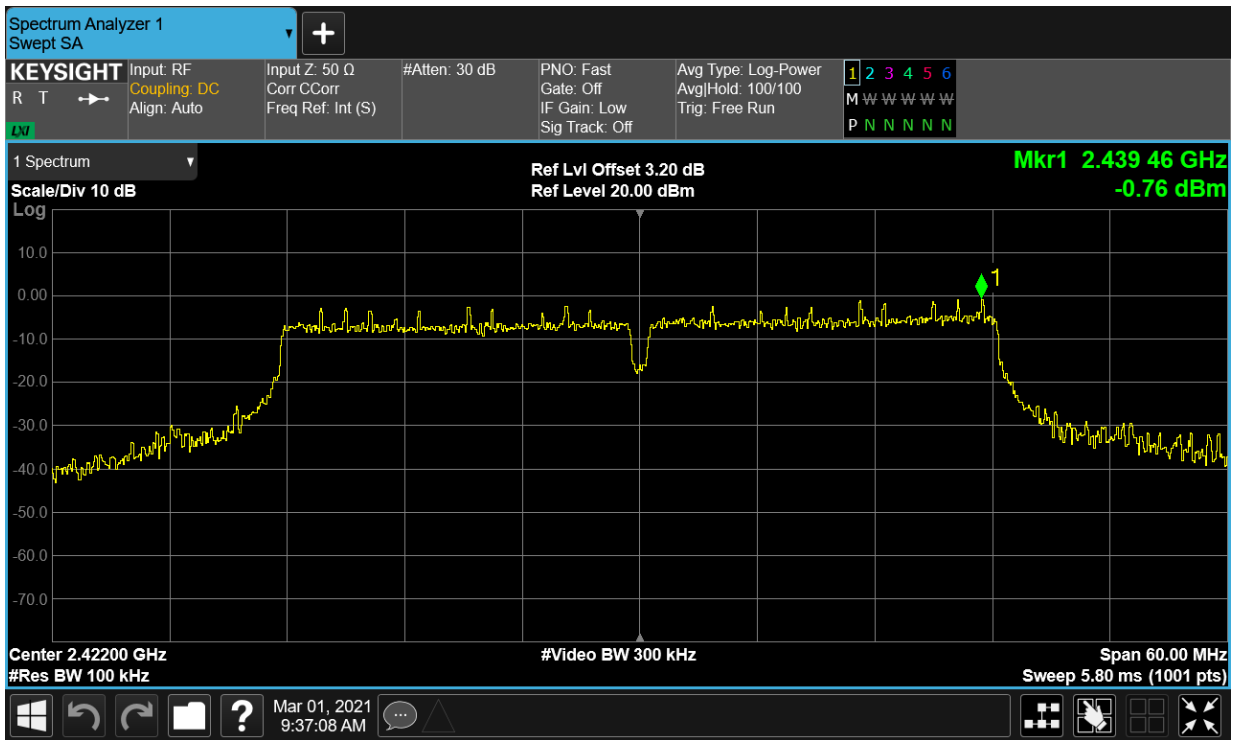 Spectrum Analyzer 1
Swept SA
KEYSIGHT
R T
LXI
Input: RF
Coupling: DC
Align: Auto
Input Z: 50 Ω
Corr CCorr
Freq Ref: Int (S)
#Atten: 30 dB
PNO: Fast
Gate: Off
IF Gain: Low
Sig Track: Off
Avg Type: Log-Power
Avg|Hold: 100/100
Trig: Free Run
1 2 3 4 5 6
M W W W W W
P N N N N N
1 Spectrum
Scale/Div 10 dB
Log
Ref Lvl Offset 3.20 dB
Ref Level 20.00 dBm
Mkr1 2.439 46 GHz
-0.76 dBm
10.0
0.00
-10.0
-20.0
-30.0
-40.0
-50.0
-60.0
-70.0
1
Center 2.42200 GHz
#Res BW 100 kHz
#Video BW 300 kHz
Span 60.00 MHz
Sweep 5.80 ms (1001 pts)
?
Mar 01, 2021
9:37:08 AM